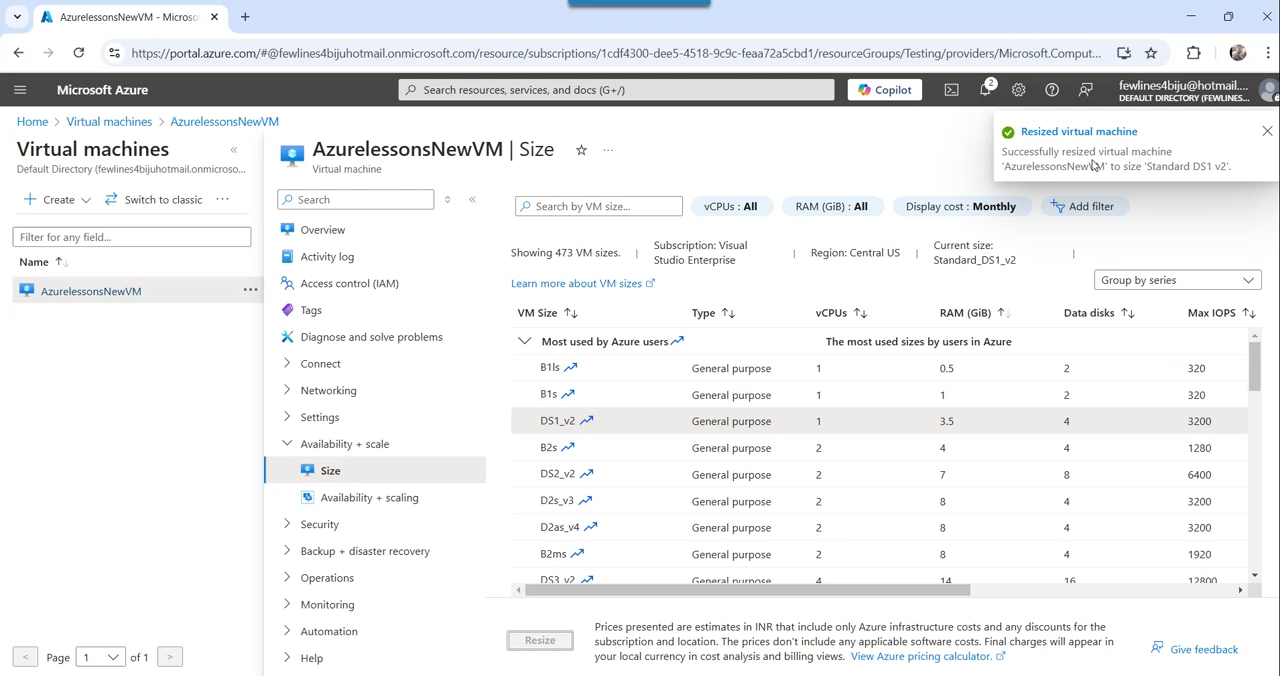 AzurelessonsNewVM - Microso
https://portal.azure.com/#@fewlines4bijuhotmail.onmicrosoft.com/resource/subscriptions/1cdf4300-dee5-4518-9c9c-feaa72a5cbd1/resourceGroups/Testing/providers/Microsoft.Comput...
Microsoft Azure
Search resources, services, and docs (G+/)
Copilot
2
fewlines4biju@hotmail....
DEFAULT DIRECTORY (FEWLINES...
Home > Virtual machines > AzurelessonsNewVM
Resized virtual machine
Successfully resized virtual machine
'AzurelessonsNewVM' to size 'Standard DS1 v2'.
Virtual machines
Default Directory (fewlines4bijuhotmail.onmicroso...
Create
Switch to classic
Filter for any field...
Name
AzurelessonsNewVM
Page 1 of 1
AzurelessonsNewVM | Size
Virtual machine
Search
Overview
Activity log
Access control (IAM)
Tags
Diagnose and solve problems
Connect
Networking
Settings
Availability + scale
Size
Availability + scaling
Security
Backup + disaster recovery
Operations
Monitoring
Automation
Help
Search by VM size...
vCPUs : All
RAM (GiB) : All
Display cost : Monthly
Add filter
Showing 473 VM sizes.
Subscription: Visual
Studio Enterprise
Region: Central US
Current size:
Standard_DS1_v2
Learn more about VM sizes
Group by series
VM Size Type vCPUs RAM (GiB) Data disks Max IOPS
Most used by Azure users The most used sizes by users in Azure
B1ls General purpose 1 0.5 2 320
B1s General purpose 1 1 2 320
DS1_v2 General purpose 1 3.5 4 3200
B2s General purpose 2 4 4 1280
DS2_v2 General purpose 2 7 8 6400
D2s_v3 General purpose 2 8 4 3200
D2as_v4 General purpose 2 8 4 3200
B2ms General purpose 2 8 4 1920
DS3_v2 General purpose 4 14 16 12800
Resize
Prices presented are estimates in INR that include only Azure infrastructure costs and any discounts for the
subscription and location. The prices don't include any applicable software costs. Final charges will appear in
your local currency in cost analysis and billing views. View Azure pricing calculator.
Give feedback